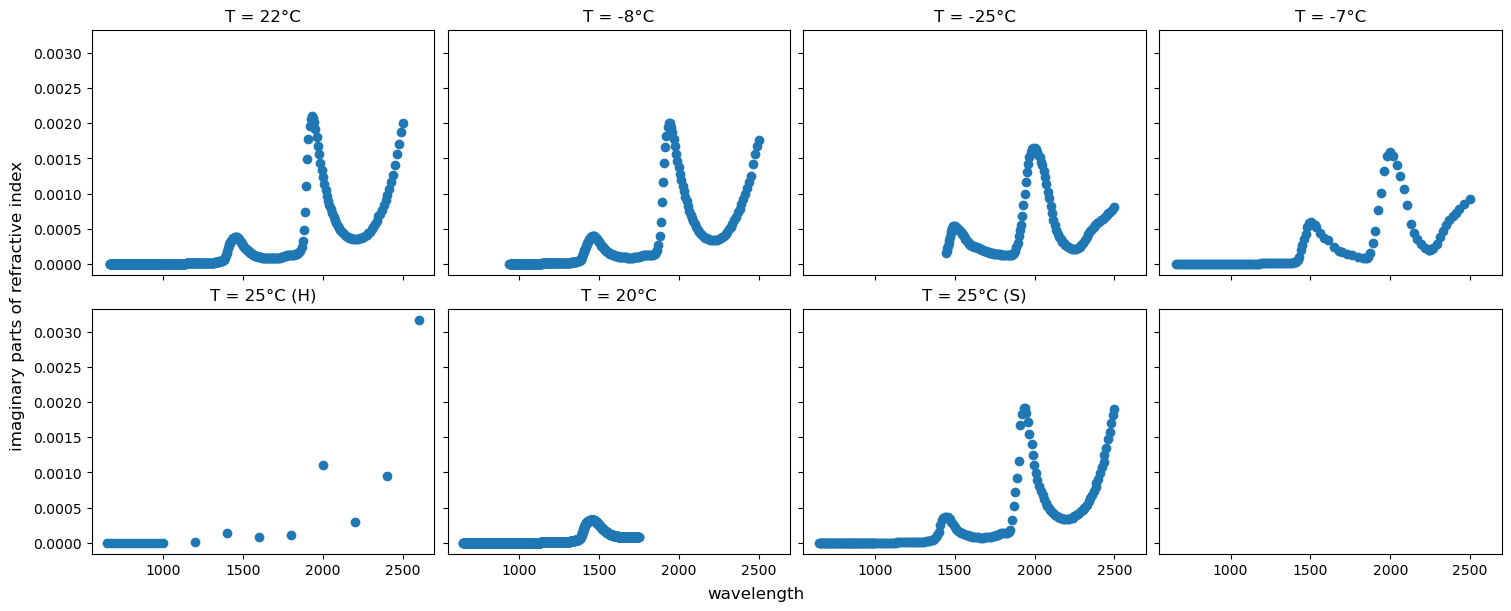 T = 22°C
T = -8°C
T = -25°C
T = -7°C
0.0030
0.0025
0.0020
0.0015
0.0010
0.0005
0.0000
T = 25°C (H)
T = 20°C
T = 25°C (S)
0.0030
0.0025
0.0020
0.0015
0.0010
0.0005
0.0000
1000 1500 2000 2500
1000 1500 2000 2500
1000 1500 2000 2500
1000 1500 2000 2500
imaginary parts of refractive index
wavelength